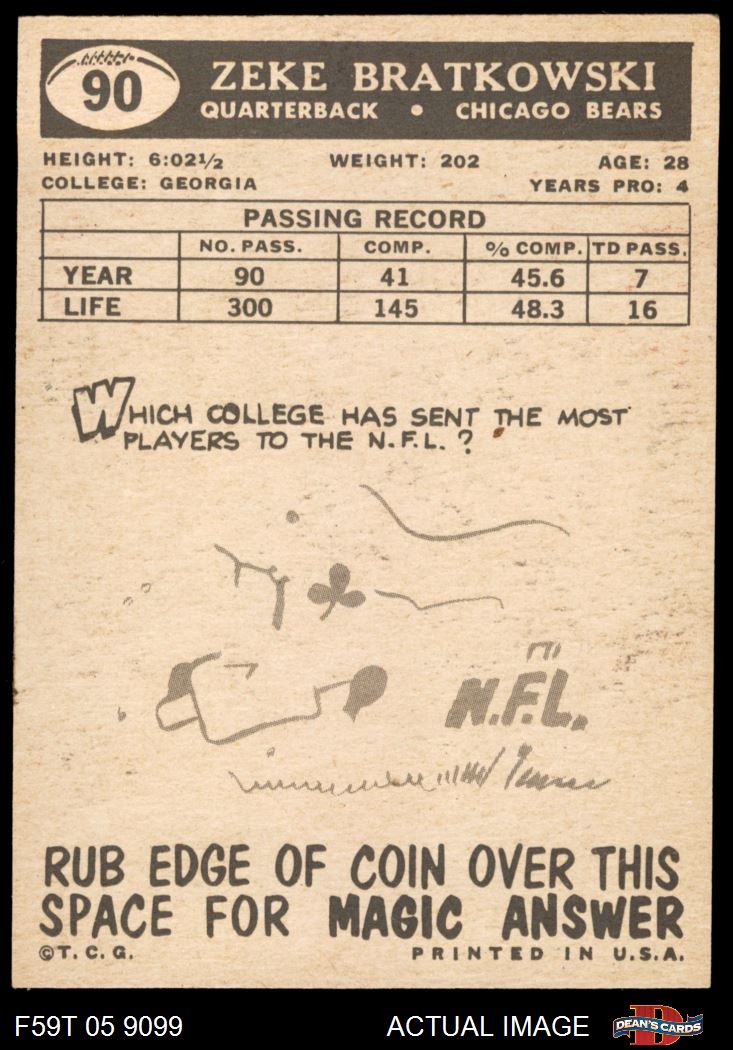 90
ZEKE BRATKOWSKI
QUARTERBACK • CHICAGO BEARS
HEIGHT: 6:02½ WEIGHT: 202 AGE: 28
COLLEGE: GEORGIA YEARS PRO: 4
PASSING RECORD
NO. PASS. COMP. % COMP. TD PASS.
YEAR 90 41 45.6 7
LIFE 300 145 48.3 16
WHICH COLLEGE HAS SENT THE MOST
PLAYERS TO THE N.F.L. ?
N.F.L.
RUB EDGE OF COIN OVER THIS
SPACE FOR MAGIC ANSWER
©T. C. G. PRINTED IN U.S.A.
F59T 05 9099 ACTUAL IMAGE DEAN'S CARDS